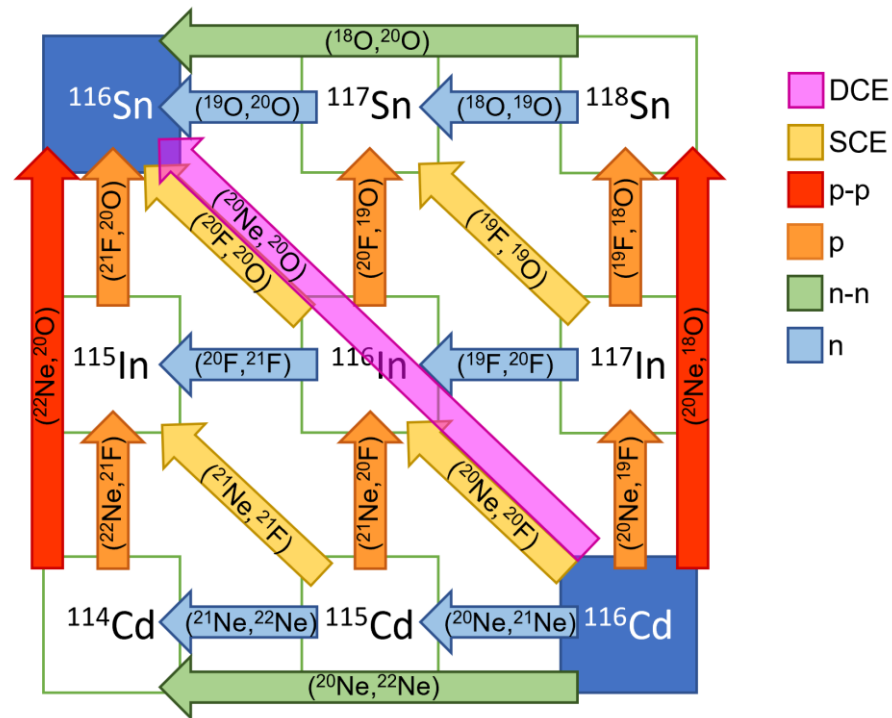 (¹⁸O,²⁰O)
¹¹⁶Sn
(¹⁹O,²⁰O)
¹¹⁷Sn
(¹⁸O,¹⁹O)
¹¹⁸Sn
(²¹F,²⁰O)
(²⁰F,²⁰O)
(²⁰Ne,²⁰O)
(²⁰F,¹⁹O)
(¹⁹F,¹⁹O)
(¹⁹F,¹⁸O)
(²²Ne,²⁰O)
¹¹⁵In
(²⁰F,²¹F)
¹¹⁶In
(¹⁹F,²⁰F)
¹¹⁷In
(²⁰Ne,¹⁸O)
(²²Ne,²¹F)
(²¹Ne,²¹F)
(²¹Ne,²⁰F)
(²⁰Ne,²⁰F)
(²⁰Ne,¹⁹F)
¹¹⁴Cd
(²¹Ne,²²Ne)
¹¹⁵Cd
(²⁰Ne,²¹Ne)
¹¹⁶Cd
(²⁰Ne,²²Ne)
DCE
SCE
p-p
p
n-n
n